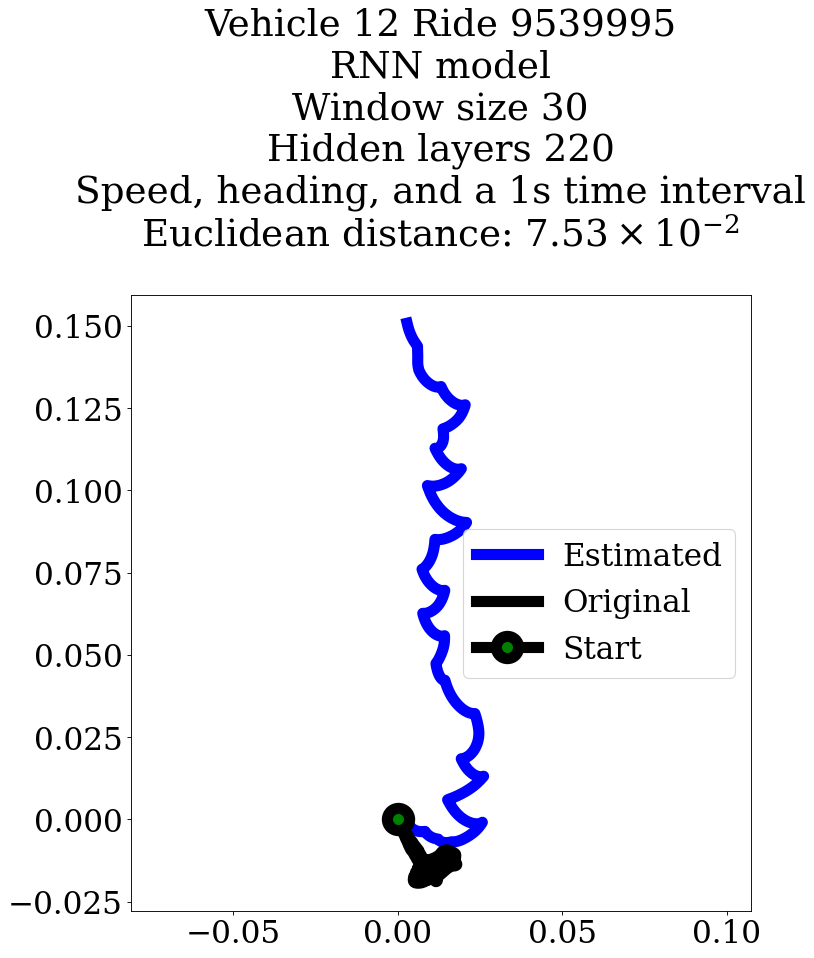 Vehicle 12 Ride 9539995
RNN model
Window size 30
Hidden layers 220
Speed, heading, and a 1s time interval
Euclidean distance: 7.53 × 10⁻²
0.150
0.125
0.100
0.075
0.050
0.025
0.000
−0.025
Estimated
Original
Start
−0.05
0.00
0.05
0.10